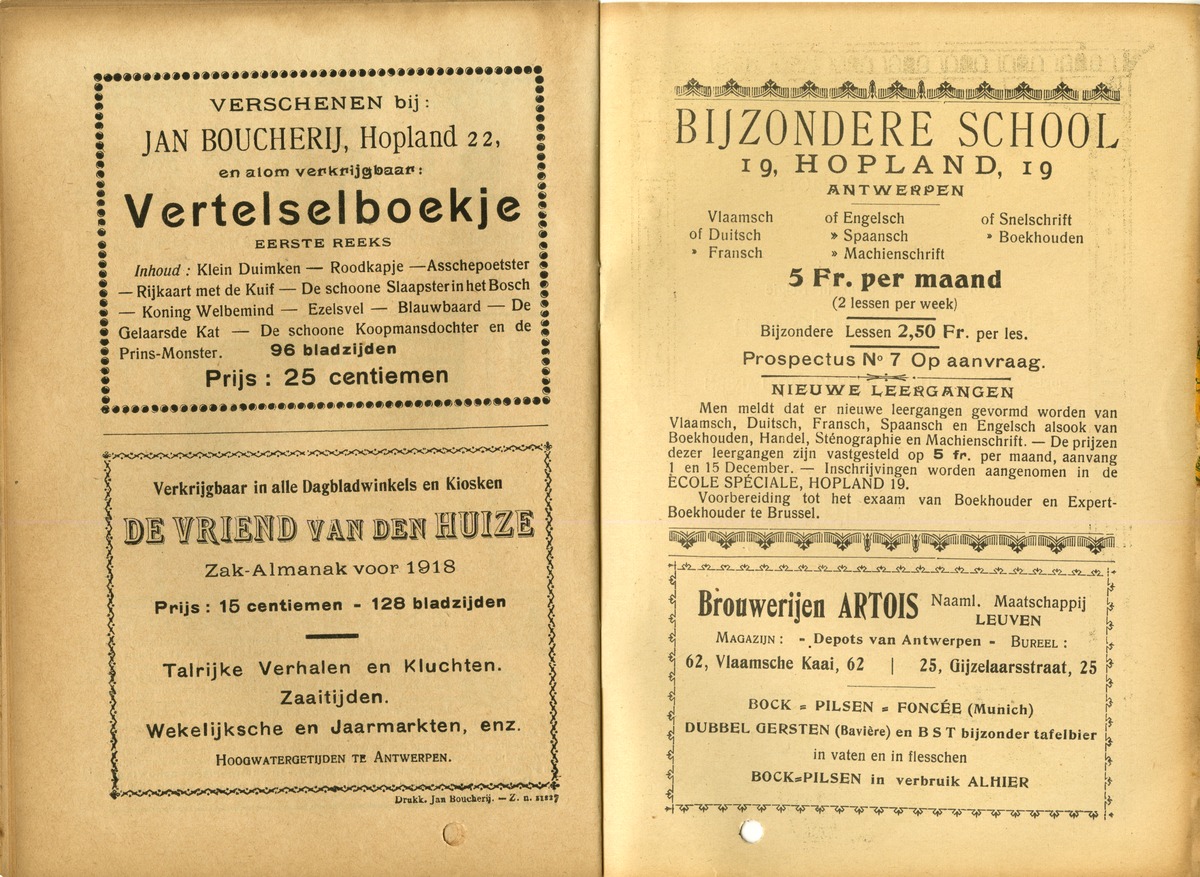 VERSCHENEN bij :
JAN BOUCHERIJ, Hopland 22,
en alom verkrijgbaar :
Vertelselboekje
EERSTE REEKS
Inhoud : Klein Duimken — Roodkapje —Asschepoetster
— Rijkaart met de Kuif — De schoone Slaapster in het Bosch
— Koning Welbemind — Ezelsvel — Blauwbaard — De
Gelaarsde Kat — De schoone Koopmansdochter en de
Prins-Monster. 96 bladzijden
Prijs : 25 centiemen
Verkrijgbaar in alle Dagbladwinkels en Kiosken
DE VRIEND VAN DEN HUIZE
Zak-Almanak voor 1918
Prijs : 15 centiemen - 128 bladzijden
Talrijke Verhalen en Kluchten.
Zaaitijden.
Wekelijksche en Jaarmarkten, enz.
HOOGWATERGETIJDEN TE ANTWERPEN.
Drukk. Jan Boucherij. — Z. n.
BIJZONDERE SCHOOL
19, HOPLAND, 19
ANTWERPEN
Vlaamsch of Engelsch of Snelschrift
of Duitsch » Spaansch » Boekhouden
» Fransch » Machienschrift
5 Fr. per maand
(2 lessen per week)
Bijzondere Lessen 2,50 Fr. per les.
Prospectus No 7 Op aanvraag.
NIEUWE LEERGANGEN
Men meldt dat er nieuwe leergangen gevormd worden van
Vlaamsch, Duitsch, Fransch, Spaansch en Engelsch alsook van
Boekhouden, Handel, Sténographie en Machienschrift. — De prijzen
dezer leergangen zijn vastgesteld op 5 fr. per maand, aanvang
1 en 15 December. — Inschrijvingen worden aangenomen in de
ECOLE SPÉCIALE, HOPLAND 19.
Voorbereiding tot het exaam van Boekhouder en Expert-
Boekhouder te Brussel.
Brouwerijen ARTOIS Naaml. Maatschappij
LEUVEN
MAGAZIJN : - Depots van Antwerpen - BUREEL :
62, Vlaamsche Kaai, 62 | 25, Gijzelaarsstraat, 25
BOCK = PILSEN = FONCÉE (Munich)
DUBBEL GERSTEN (Bavière) en B S T bijzonder tafelbier
in vaten en in flesschen
BOCK=PILSEN in verbruik ALHIER